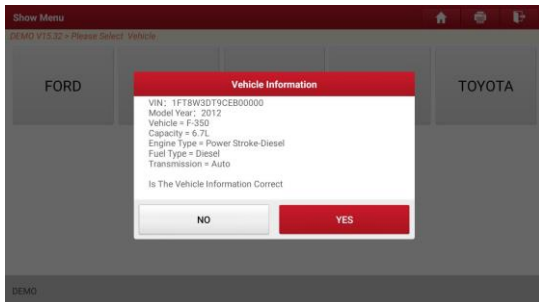 Show Menu
DEMO V15.32 > Please Select Vehicle
FORD
TOYOTA
Vehicle Information
VIN: 1FT8W3DT9CEB00000
Model Year: 2012
Vehicle = F-350
Capacity = 6.7L
Engine Type = Power Stroke-Diesel
Fuel Type = Diesel
Transmission = Auto
Is The Vehicle Information Correct
NO
YES
DEMO